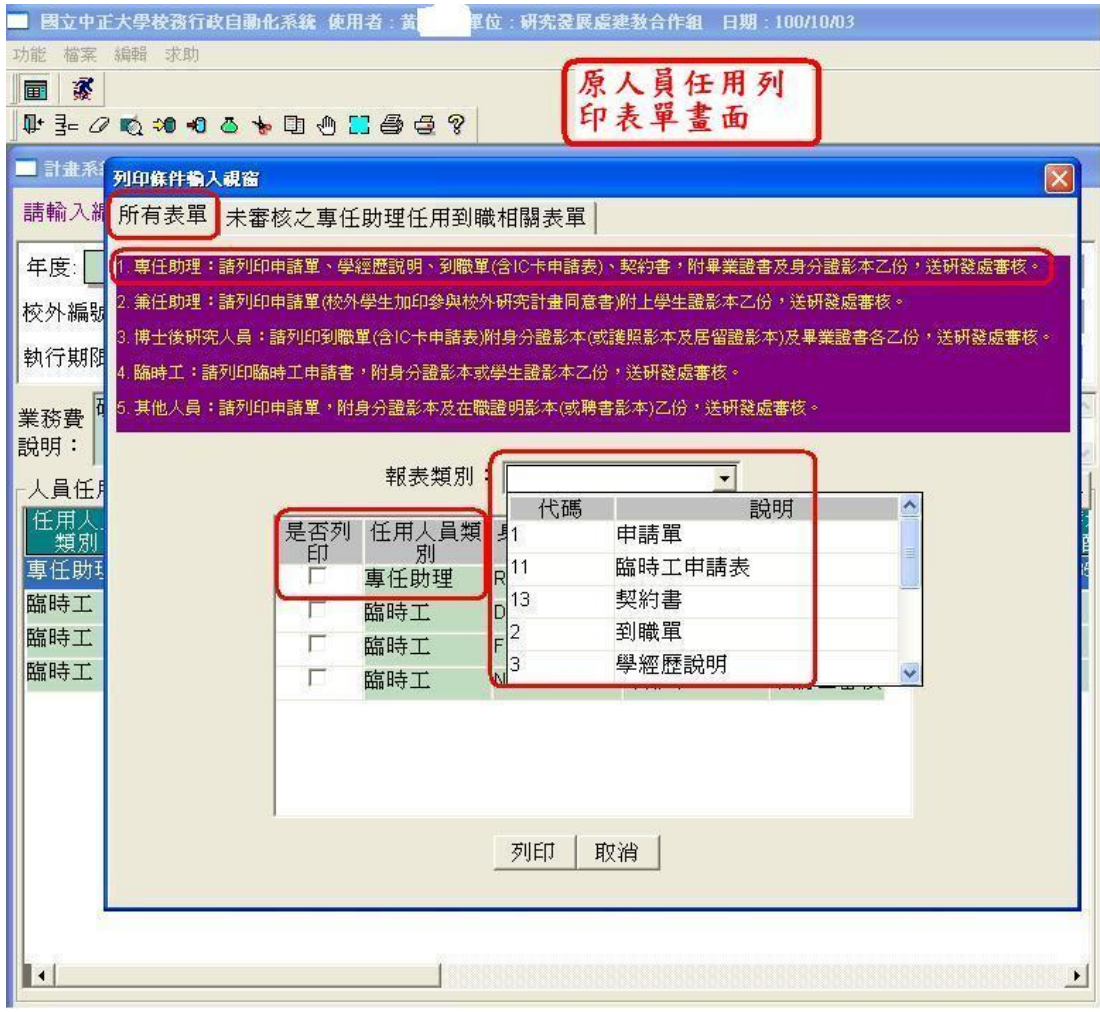 國立中正大學校務行政自動化系統 使用者：黃 單位：研究發展處建教合作組 日期：100/10/03
功能 檔案 編輯 求助
原人員任用列
印表單畫面
計畫系
列印條件輸入視窗
請輸入
所有表單 未審核之專任助理任用到職相關表單
年度:
校外編號
執行期限
業務費
說明：
1. 專任助理：請列印申請單、學經歷說明、到職單(含IC卡申請表)、契約書，附畢業證書及身分證影本乙份，送研發處審核。
2. 兼任助理：請列印申請單(校外學生加印參與校外研究計畫同意書)附上學生證影本乙份，送研發處審核。
3. 博士後研究人員：請列印到職單(含IC卡申請表)附身分證影本(或護照影本及居留證影本)及畢業證書各乙份，送研發處審核。
4. 臨時工：請列印臨時工申請書，附身分證影本或學生證影本乙份，送研發處審核。
5. 其他人員：請列印申請單，附身分證影本及在職證明影本(或聘書影本)乙份，送研發處審核。
人員任用
任用人
類別
專任助理
臨時工
臨時工
臨時工
報表類別：
代碼 說明
1 申請單
11 臨時工申請表
13 契約書
2 到職單
3 學經歷說明
是否列
印
任用人員類
別
專任助理 R
臨時工 D
臨時工 F
臨時工 N
列印 取消